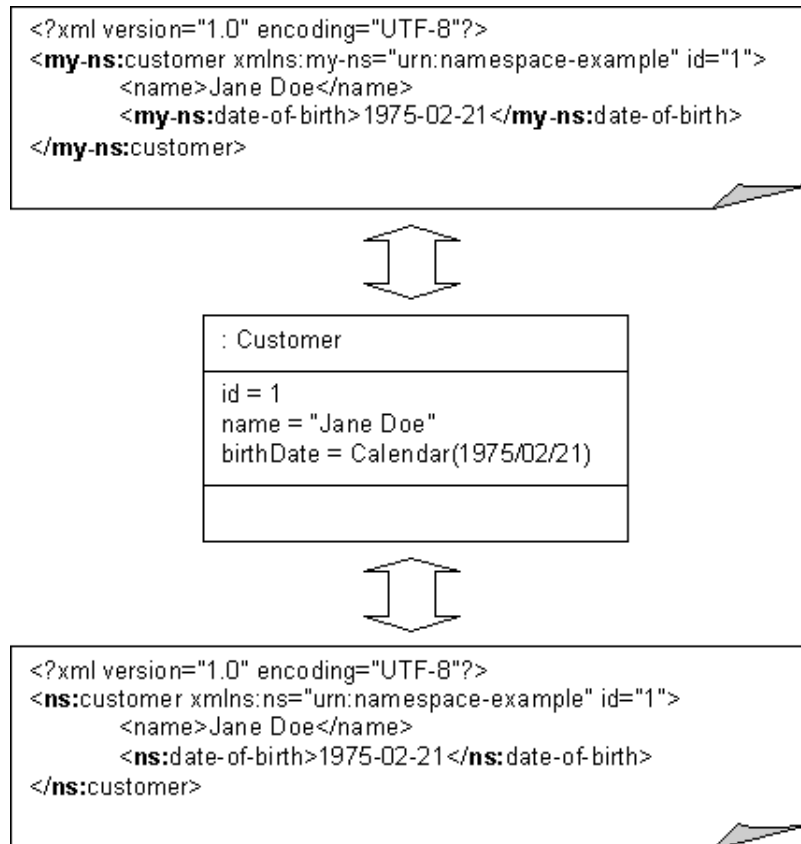 <?xml version="1.0" encoding="UTF-8"?>
<my-ns:customer xmlns:my-ns="urn:namespace-example" id="1">
<name>Jane Doe</name>
<my-ns:date-of-birth>1975-02-21</my-ns:date-of-birth>
</my-ns:customer>
: Customer
id = 1
name = "Jane Doe"
birthDate = Calendar(1975/02/21)
<?xml version="1.0" encoding="UTF-8"?>
<ns:customer xmlns:ns="urn:namespace-example" id="1">
<name>Jane Doe</name>
<ns:date-of-birth>1975-02-21</ns:date-of-birth>
</ns:customer>